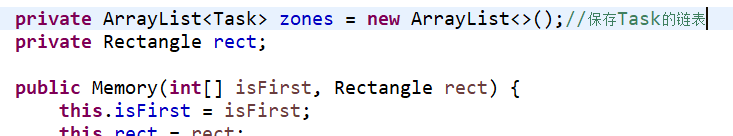 private ArrayList<Task> zones = new ArrayList<>();//保存Task的链表
private Rectangle rect;
public Memory(int[] isFirst, Rectangle rect) {
this.isFirst = isFirst;
this.rect = rect;